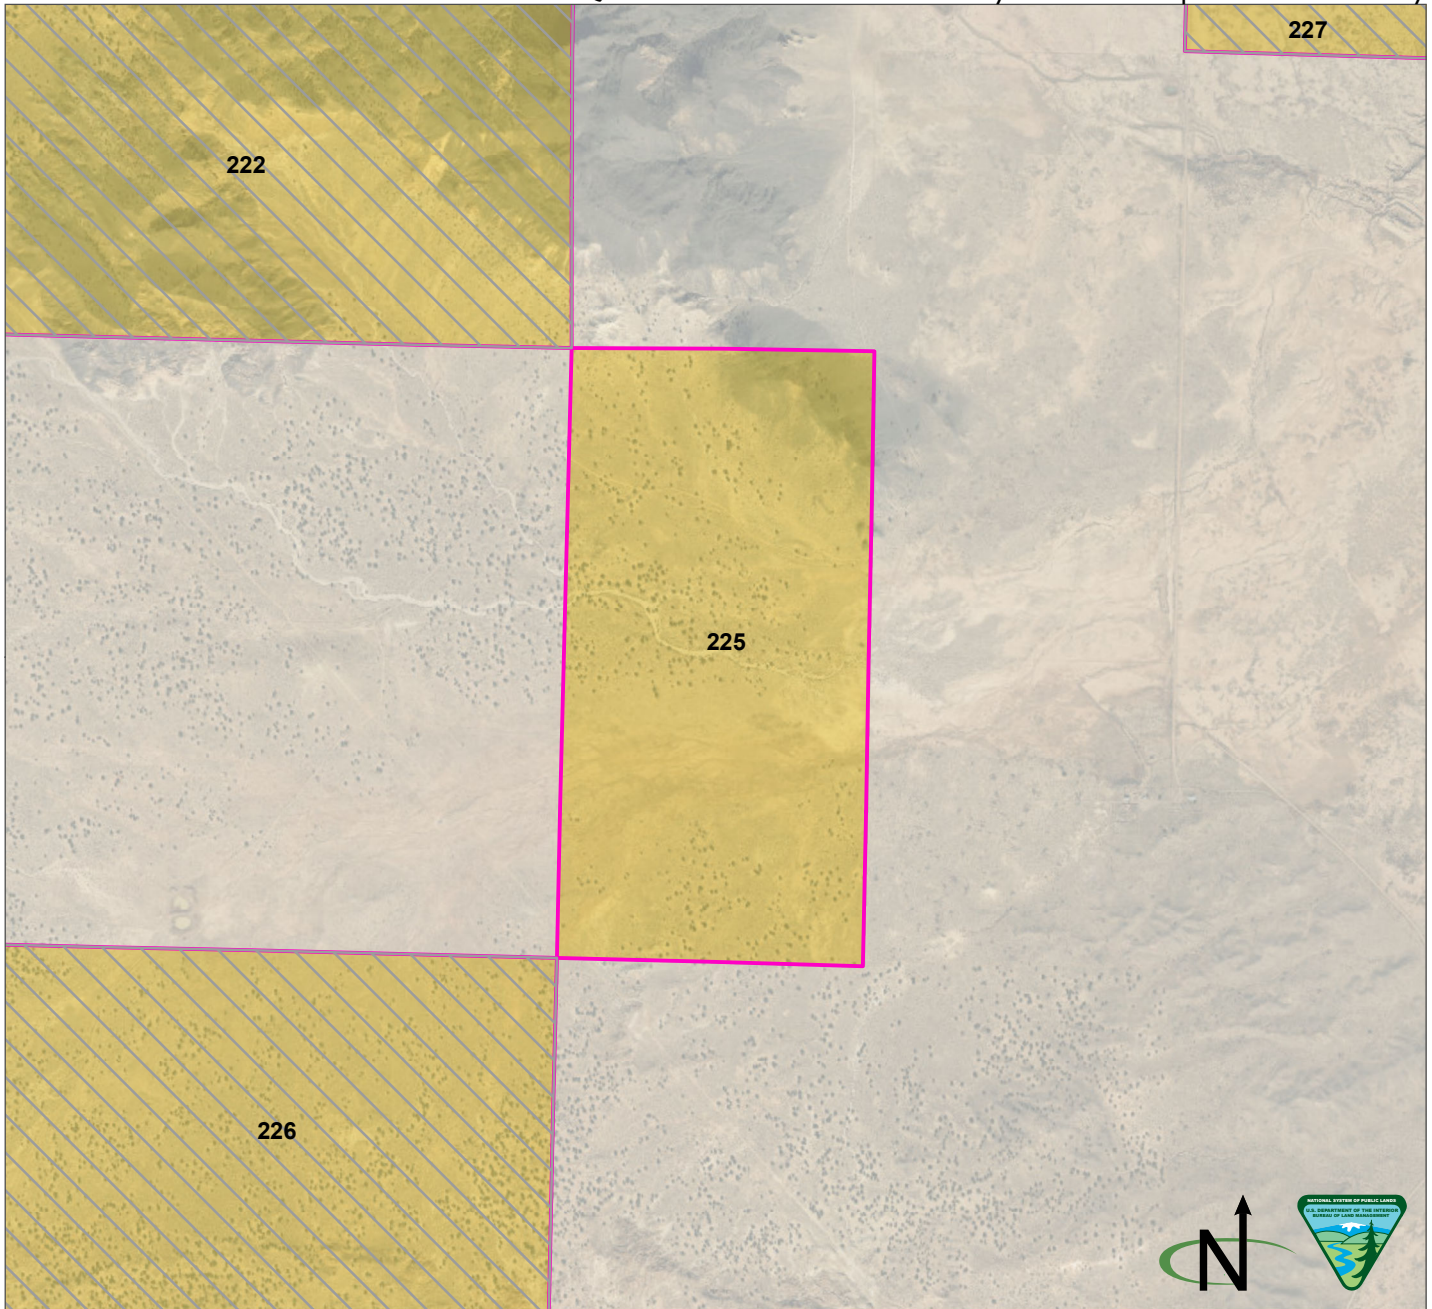 227
222
225
226
N
NATIONAL SYSTEM OF PUBLIC LANDS
U.S. DEPARTMENT OF THE INTERIOR
BUREAU OF LAND MANAGEMENT